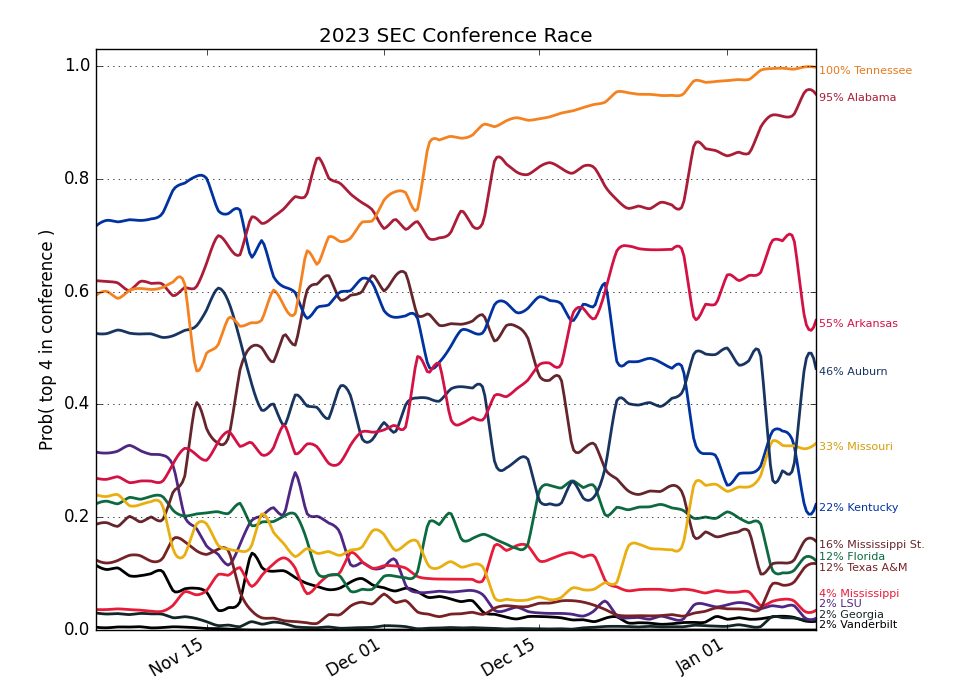 2023 SEC Conference Race
Prob( top 4 in conference )
1.0
0.8
0.6
0.4
0.2
0.0
Nov 15
Dec 01
Dec 15
Jan 01
100% Tennessee
95% Alabama
55% Arkansas
46% Auburn
33% Missouri
22% Kentucky
16% Mississippi St.
12% Florida
12% Texas A&M
4% Mississippi
2% LSU
2% Georgia
2% Vanderbilt